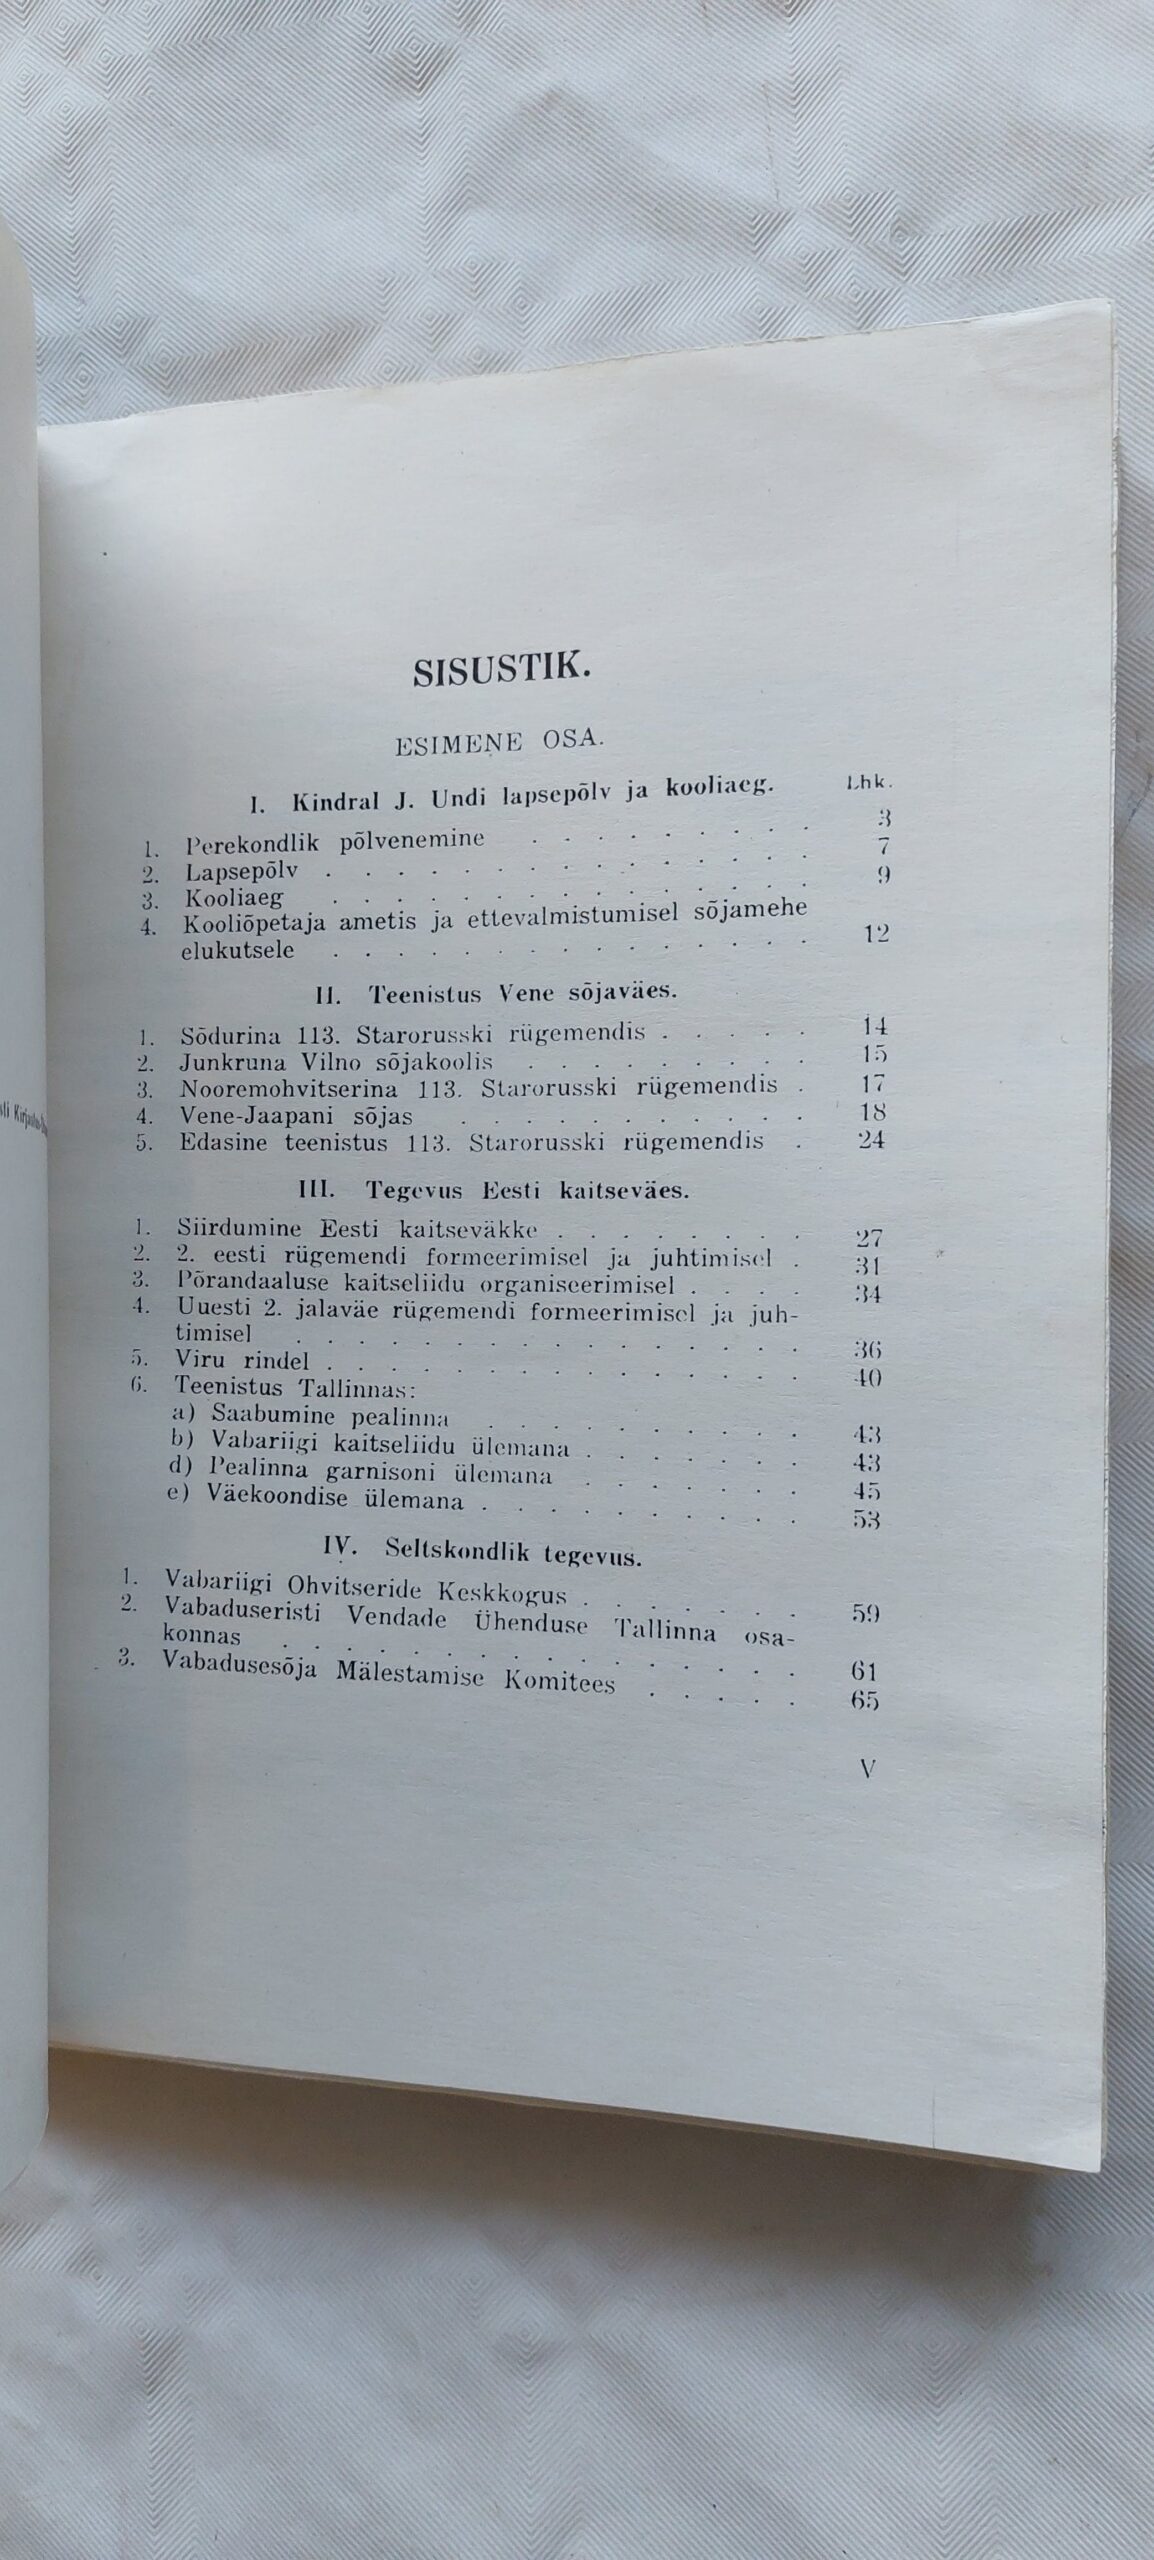 SISUSTIK.
ESIMENE OSA.
I. Kindral J. Undi lapsepõlv ja kooliaeg. Lhk.
1. Perekondlik põlvenemine . . . . . . . . . 3
2. Lapsepõlv . . . . . . . . . . . . . . 7
3. Kooliaeg . . . . . . . . . . . . . . 9
4. Kooliõpetaja ametis ja ettevalmistumisel sõjamehe
elukutsele . . . . . . . . . . . . . . 12
II. Teenistus Vene sõjaväes.
1. Sõdurina 113. Starorusski rügemendis . . . . . 14
2. Junkruna Vilno sõjakoolis . . . . . . . . . 15
3. Nooremohvitserina 113. Starorusski rügemendis . 17
4. Vene-Jaapani sõjas . . . . . . . . . . . 18
5. Edasine teenistus 113. Starorusski rügemendis . 24
III. Tegevus Eesti kaitseväes.
1. Siirdumine Eesti kaitseväkke . . . . . . . . 27
2. 2. eesti rügemendi formeerimisel ja juhtimisel . 31
3. Põrandaaluse kaitseliidu organiseerimisel . . . . 34
4. Uuesti 2. jalaväe rügemendi formeerimisel ja juh-
timisel . . . . . . . . . . . . . . . 36
5. Viru rindel . . . . . . . . . . . . . . 40
6. Teenistus Tallinnas:
a) Saabumine pealinna . . . . . . . . . . 43
b) Vabariigi kaitseliidu ülemana . . . . . . . 43
d) Pealinna garnisoni ülemana . . . . . . . 45
e) Väekoondise ülemana . . . . . . . . . . 53
IV. Seltskondlik tegevus.
1. Vabariigi Ohvitseride Keskkogus . . . . . . . 59
2. Vabaduseristi Vendade Ühenduse Tallinna osa-
konnas . . . . . . . . . . . . . . . 61
3. Vabadusesõja Mälestamise Komitees . . . . . 65
V